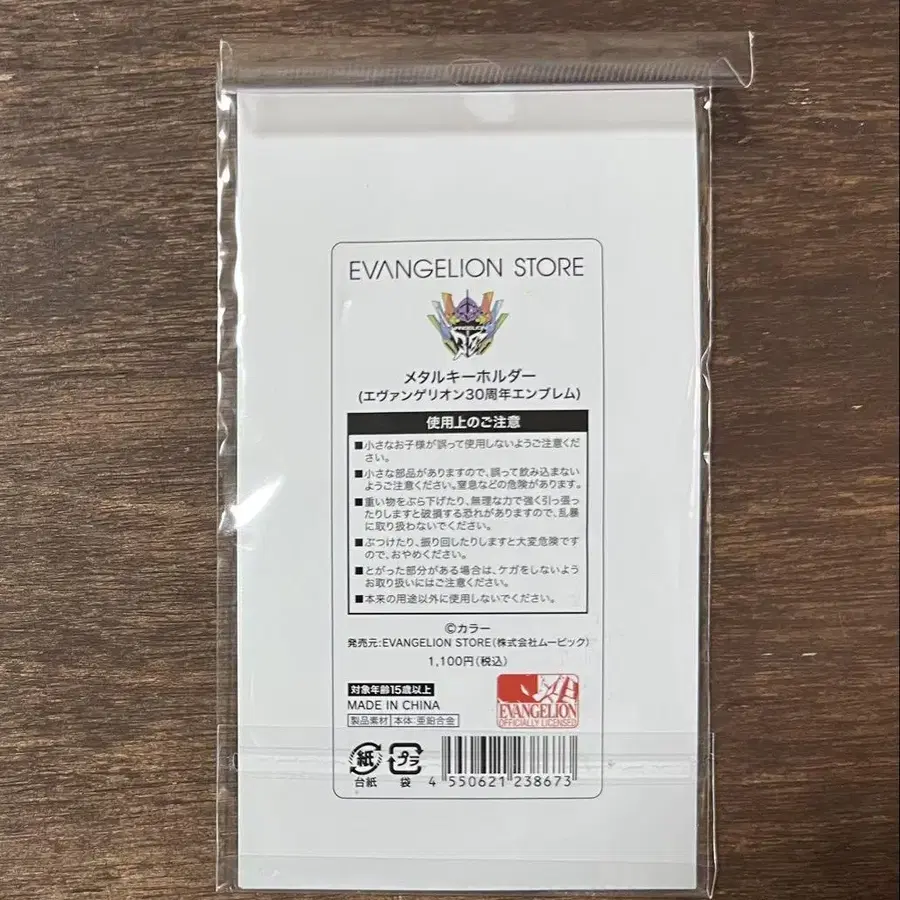 EVANGELION STORE
EVANGELION
メタルキーホルダー
(エヴァンゲリオン30周年エンブレム)
使用上のご注意
■小さなお子様が誤って使用しないようご注意くだ
さい。
■小さな部品がありますので、誤って飲み込まない
ようご注意ください。窒息などの危険があります。
■重い物をぶら下げたり、無理な力で強く引っ張っ
たりしますと破損する恐れがありますので、乱暴
に取り扱わないでください。
■ぶつけたり、振り回したりしますと大変危険です
ので、おやめください。
■とがった部分がある場合は、ケガをしないよう
お取り扱いにはご注意ください。
■本来の用途以外に使用しないでください。
©カラー
発売元:EVANGELION STORE(株式会社ムービック)
1,100円(税込)
対象年齢15歳以上
MADE IN CHINA
製品素材 本体:亜鉛合金
EVANGELION
OFFICIALLY LICENSED
紙
台紙
プラ
袋
4 550621 238673